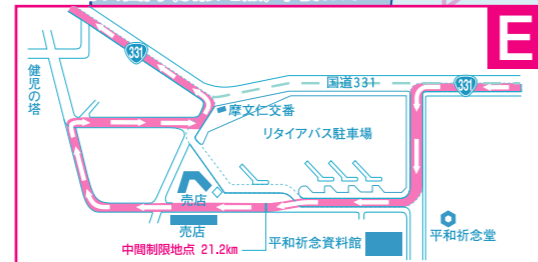 E
331
国道331
331
健児の塔
摩文仁交番
リタイアバス駐車場
売店
売店
中間制限地点 21.2km
平和祈念資料館
平和祈念堂